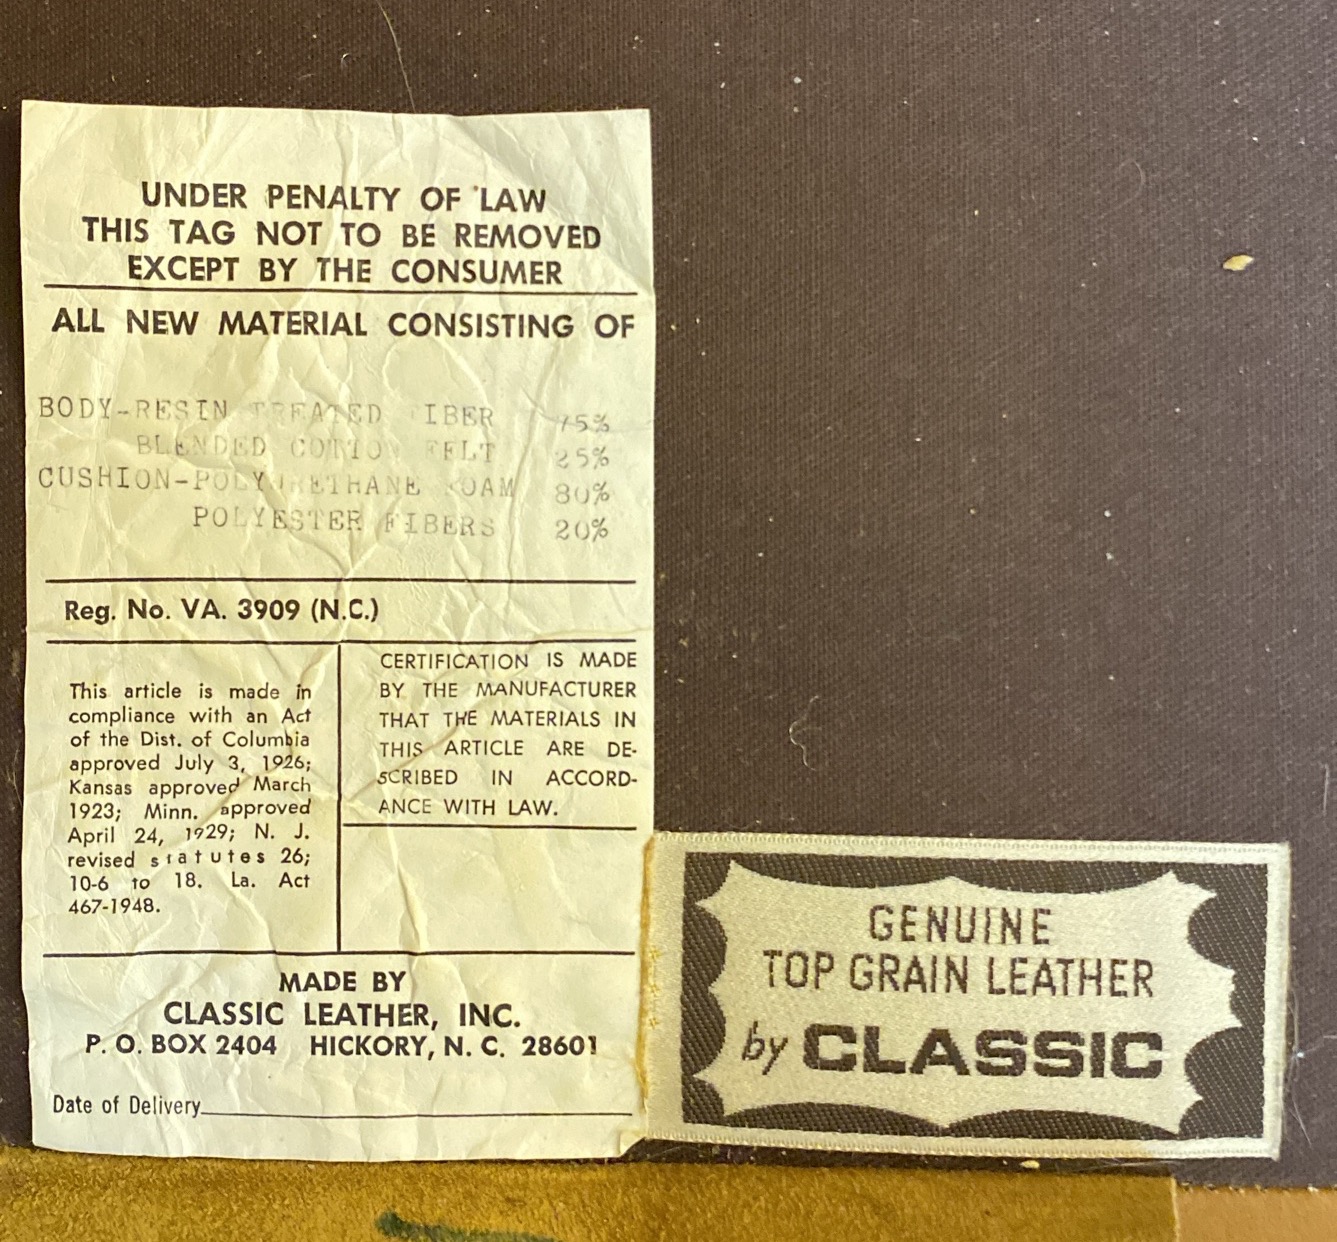 UNDER PENALTY OF LAW
THIS TAG NOT TO BE REMOVED
EXCEPT BY THE CONSUMER
ALL NEW MATERIAL CONSISTING OF
BODY-RESIN TREATED FIBER 75%
BLENDED COTTON FELT 25%
CUSHION-POLYURETHANE FOAM 80%
POLYESTER FIBERS 20%
Reg. No. VA. 3909 (N.C.)
This article is made in
compliance with an Act
of the Dist. of Columbia
approved July 3, 1926;
Kansas approved March
1923; Minn. approved
April 24, 1929; N. J.
revised statutes 26;
10-6 to 18. La. Act
467-1948.
CERTIFICATION IS MADE
BY THE MANUFACTURER
THAT THE MATERIALS IN
THIS ARTICLE ARE DE-
SCRIBED IN ACCORD-
ANCE WITH LAW.
MADE BY
CLASSIC LEATHER, INC.
P. O. BOX 2404 HICKORY, N. C. 28601
Date of Delivery
GENUINE
TOP GRAIN LEATHER
by CLASSIC